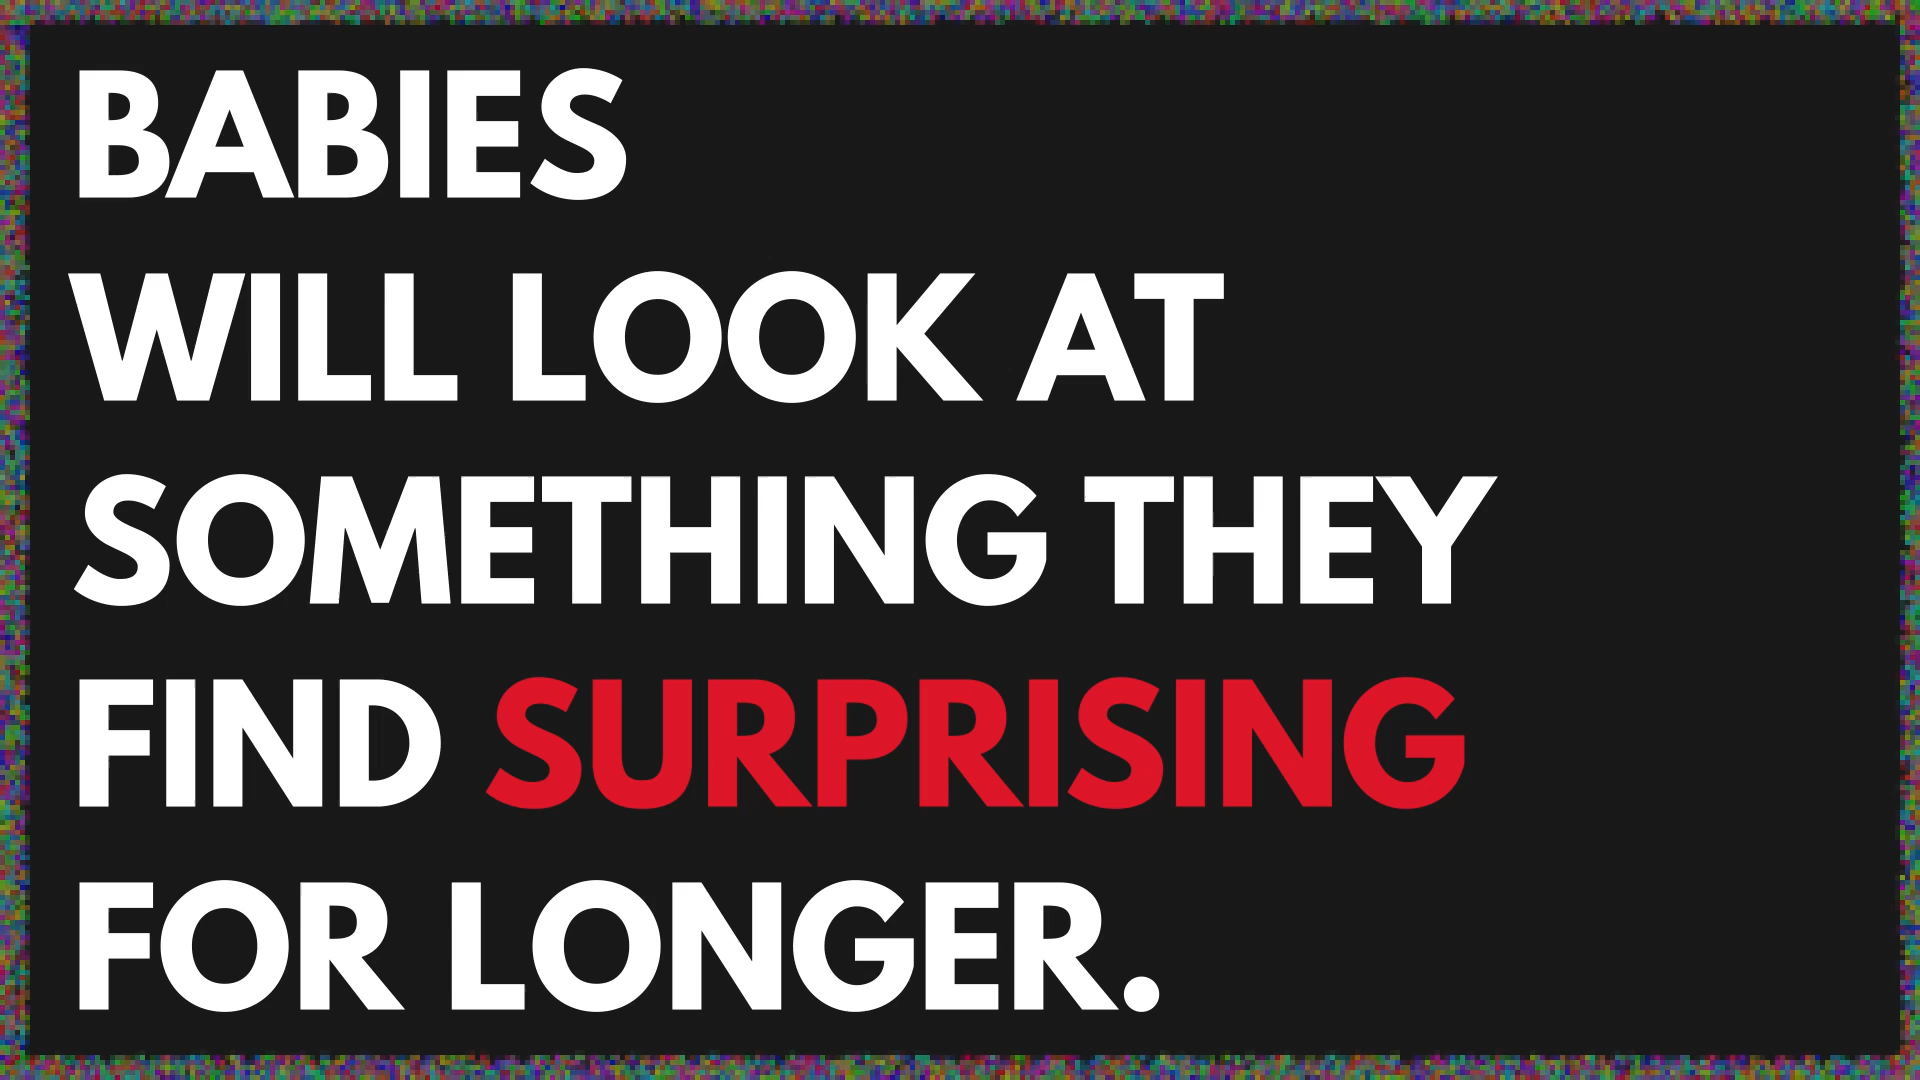 BABIES
WILL LOOK AT
SOMETHING THEY
FIND SURPRISING
FOR LONGER.